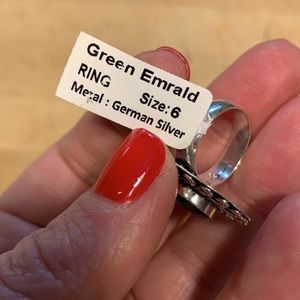 Green Emrald
RING
Size: 6
Metal : German Silver